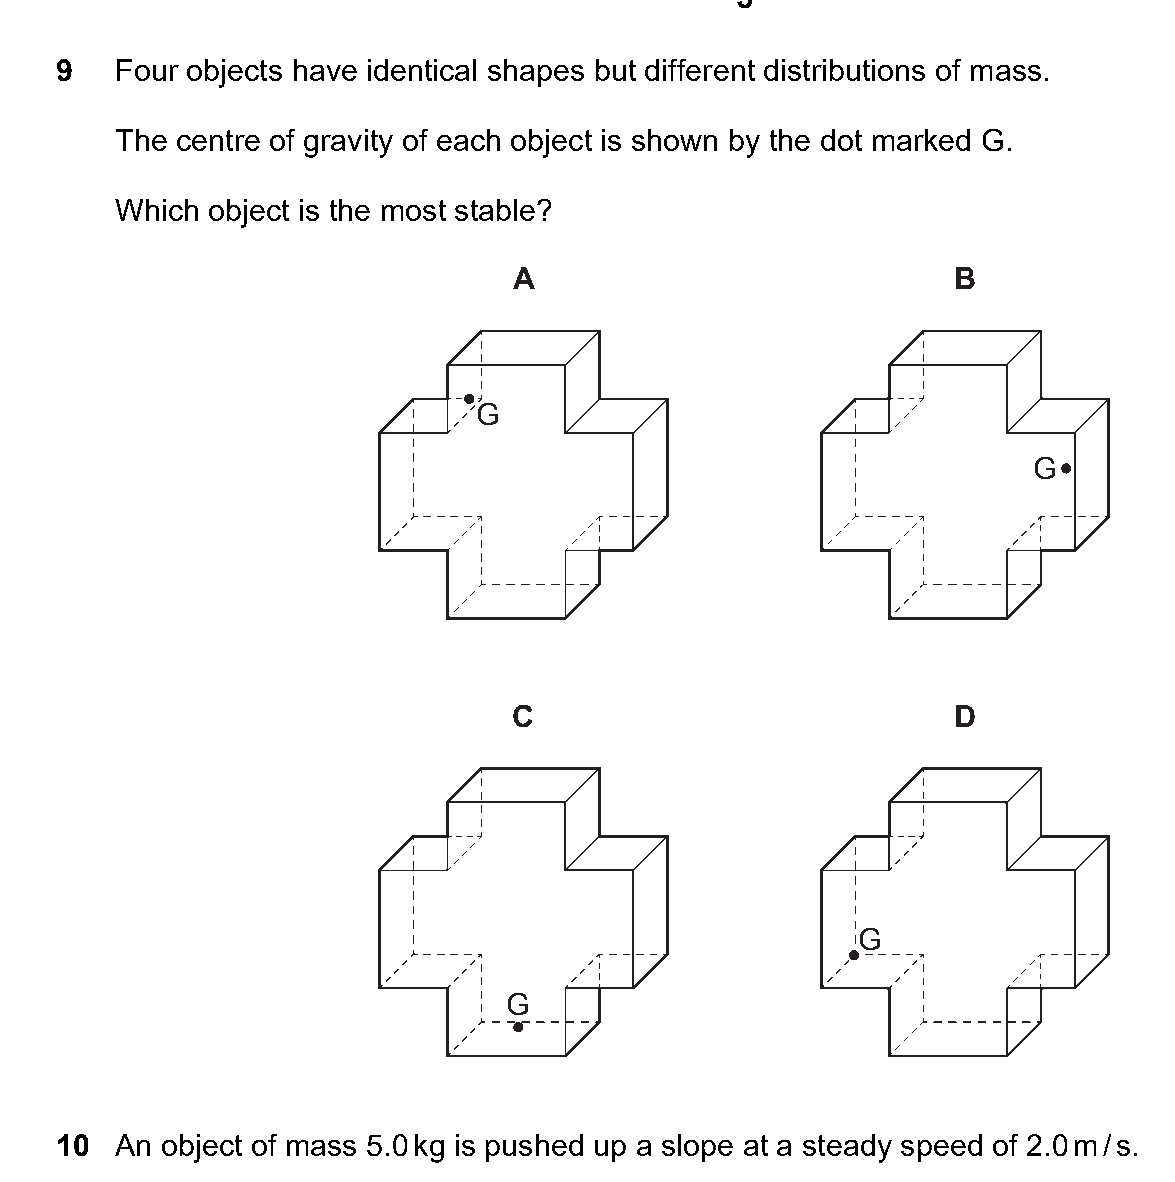 9 Four objects have identical shapes but different distributions of mass.
The centre of gravity of each object is shown by the dot marked G.
Which object is the most stable?
A B
G
G
C D
G
G
10 An object of mass 5.0 kg is pushed up a slope at a steady speed of 2.0 m / s.